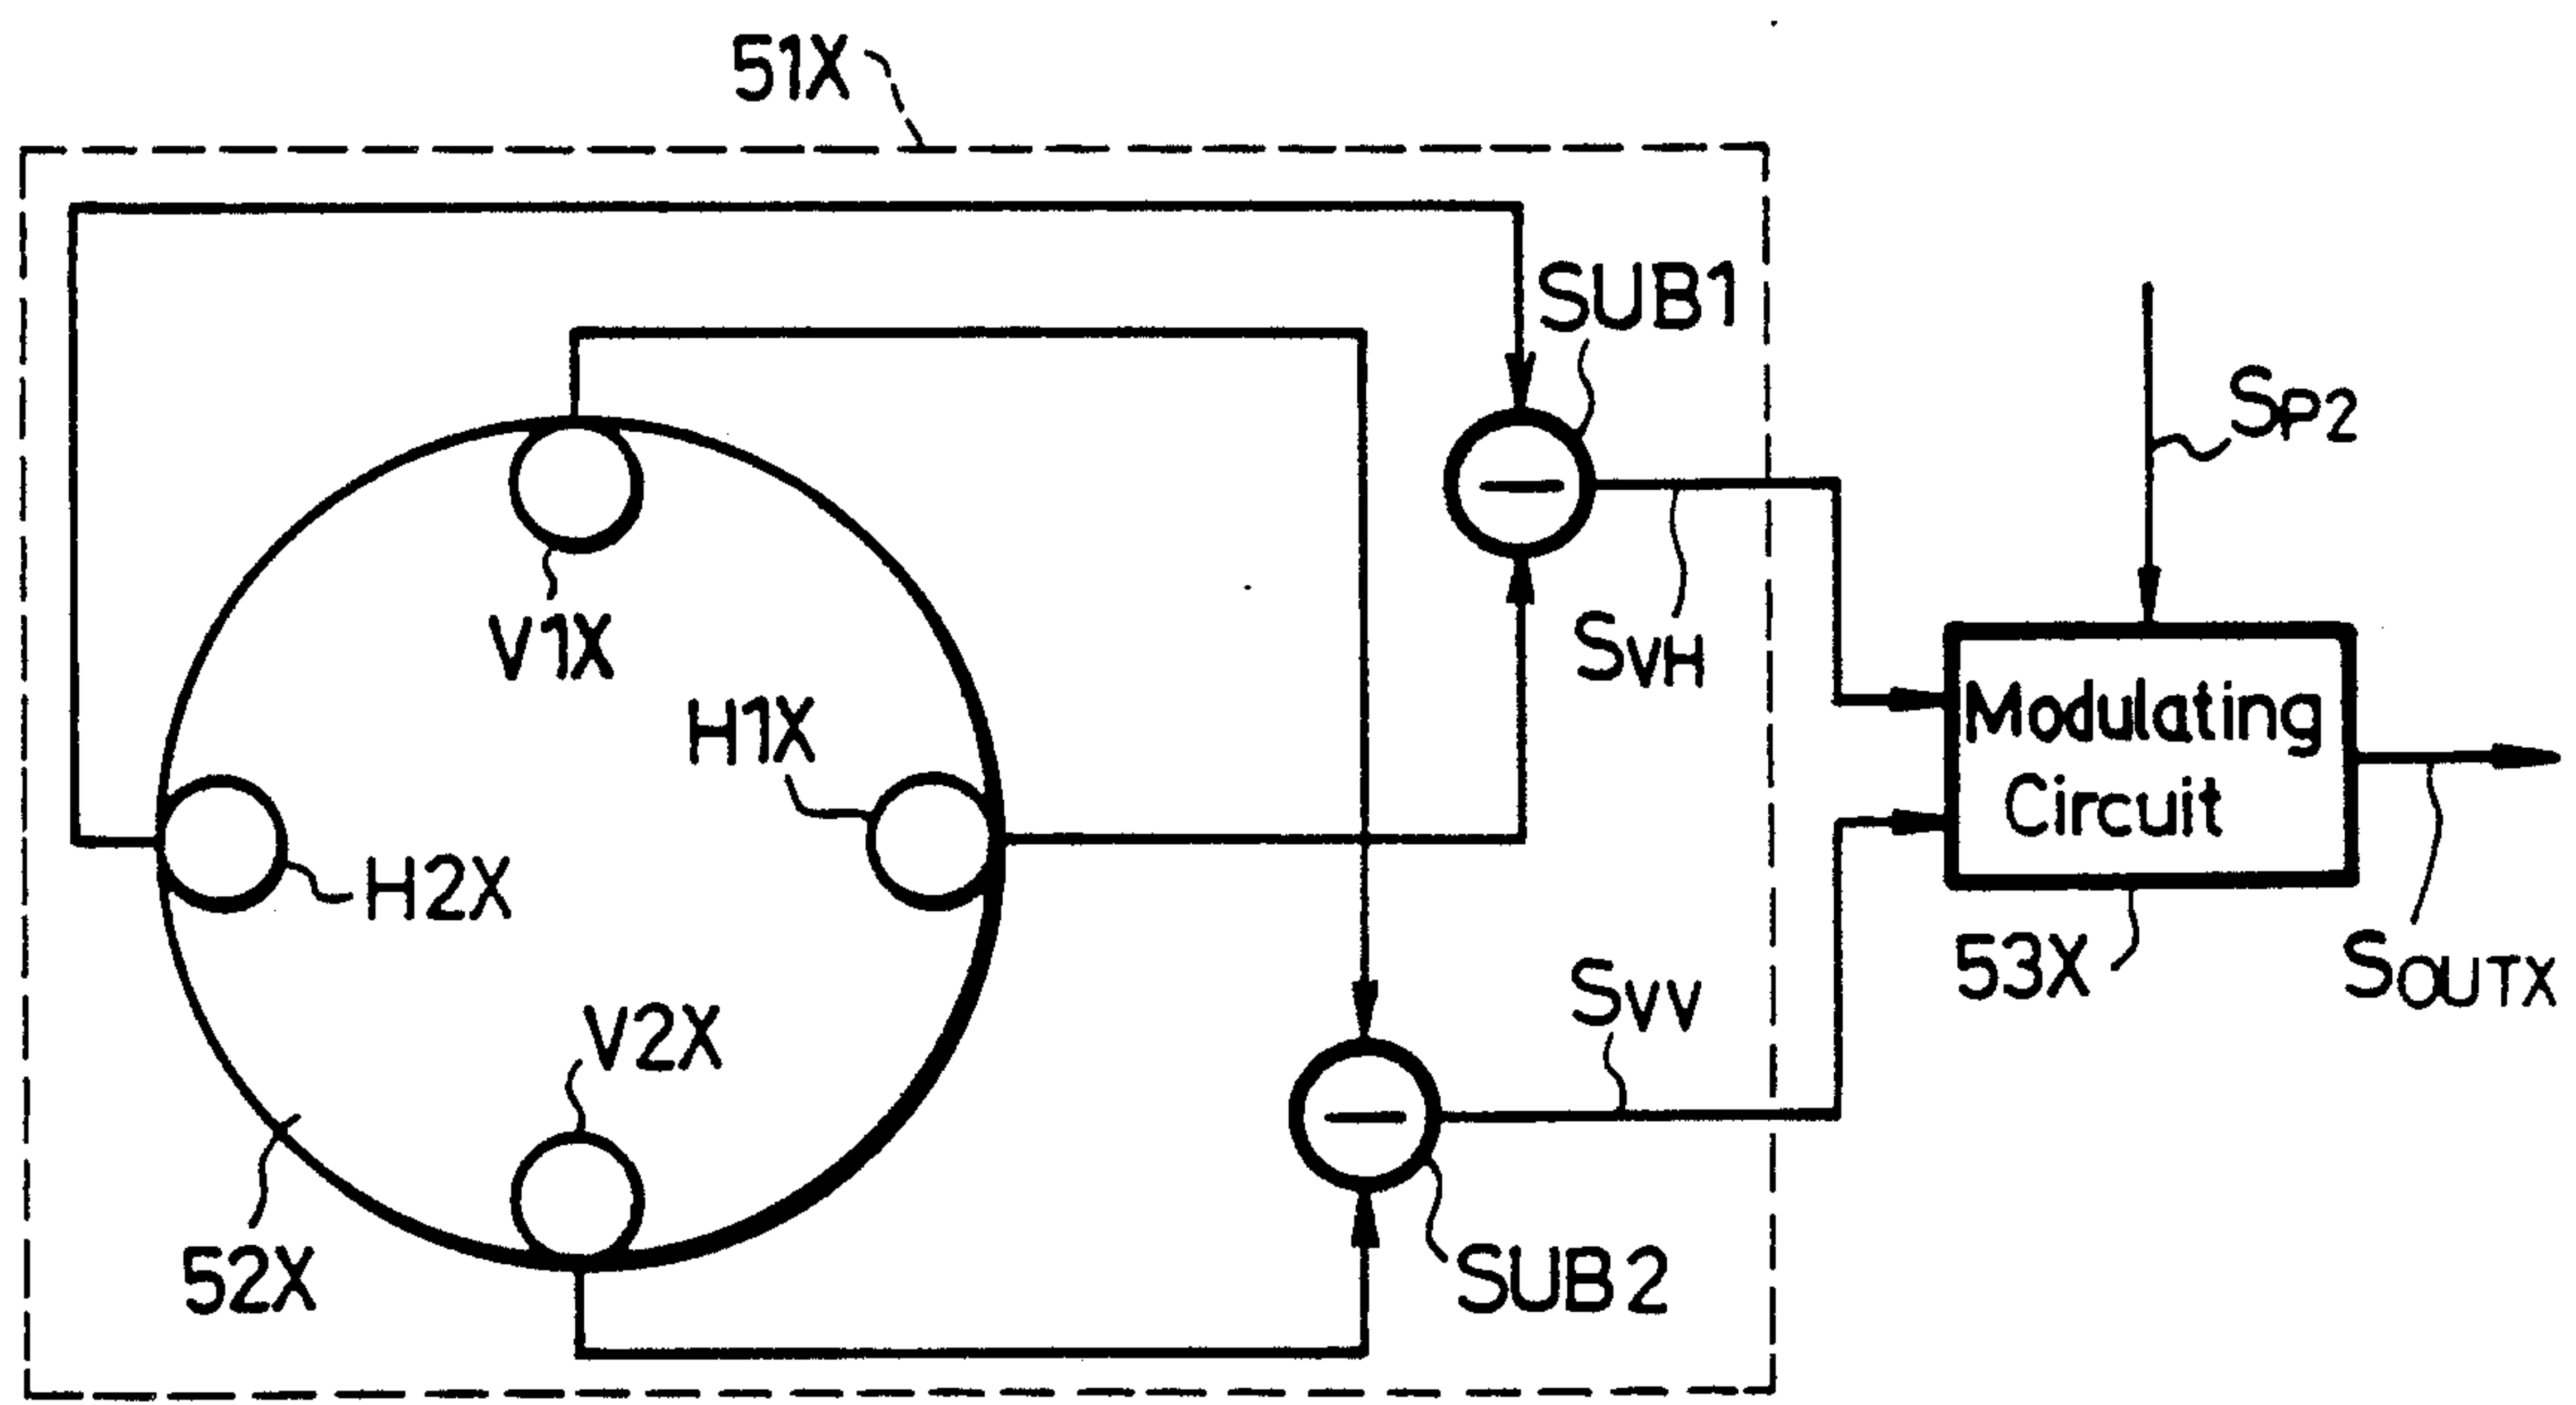 51X
SUB1
SP2
V1X
SVH
H1X
Modulating
Circuit
H2X
53X
SOUTX
SVV
V2X
52X
SUB2